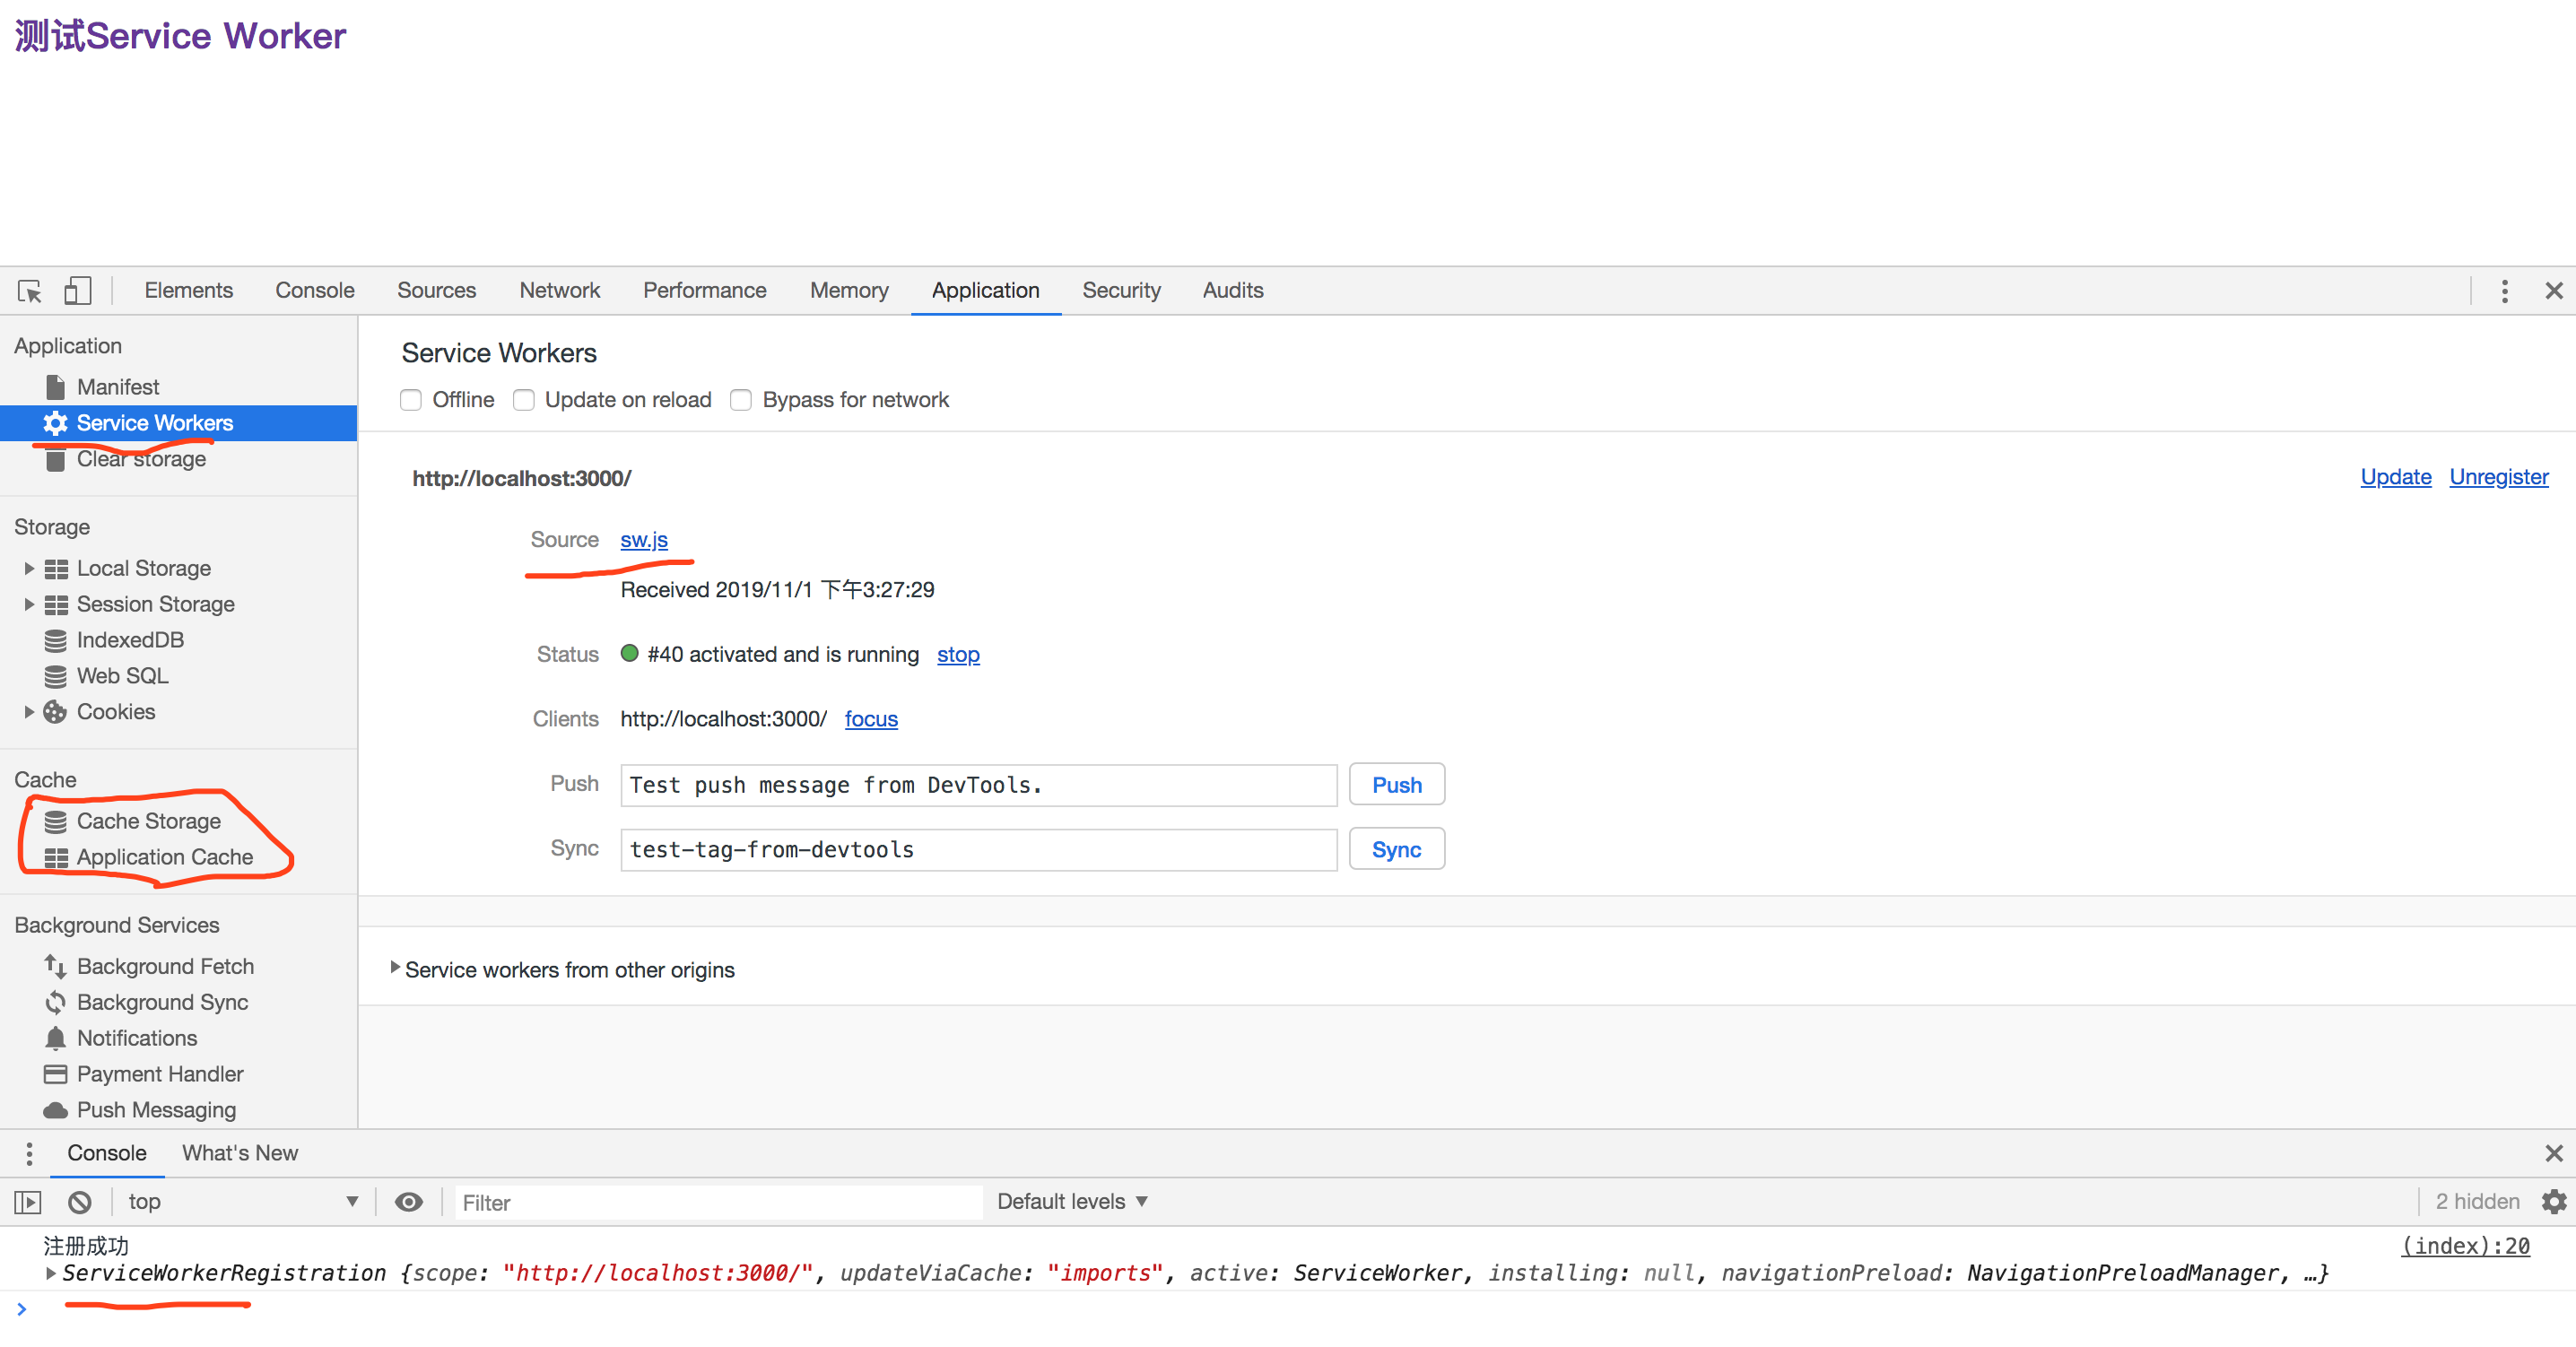 测试Service Worker
Elements Console Sources Network Performance Memory Application Security Audits
Application
Manifest
Service Workers
Clear storage
Storage
Local Storage
Session Storage
IndexedDB
Web SQL
Cookies
Cache
Cache Storage
Application Cache
Background Services
Background Fetch
Background Sync
Notifications
Payment Handler
Push Messaging
Service Workers
Offline Update on reload Bypass for network
http://localhost:3000/ Update Unregister
Source sw.js
Received 2019/11/1 下午3:27:29
Status #40 activated and is running stop
Clients http://localhost:3000/ focus
Push Test push message from DevTools. Push
Sync test-tag-from-devtools Sync
Service workers from other origins
Console What's New
top Filter Default levels 2 hidden
注册成功 (index):20
ServiceWorkerRegistration {scope: "http://localhost:3000/", updateViaCache: "imports", active: ServiceWorker, installing: null, navigationPreload: NavigationPreloadManager, …}